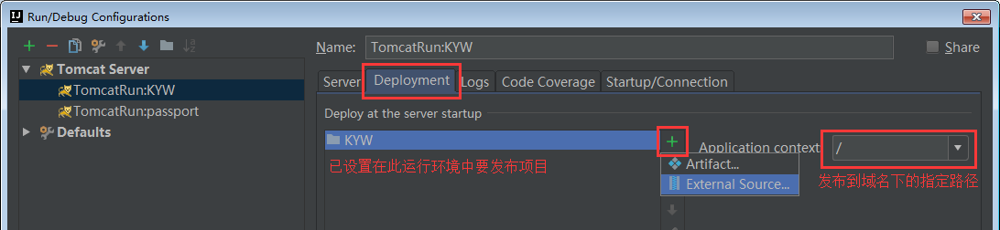 Run/Debug Configurations
Name: TomcatRun:KYW
Share
Tomcat Server
TomcatRun:KYW
TomcatRun:passport
Defaults
Server Deployment Logs Code Coverage Startup/Connection
Deploy at the server startup
KYW
Application context /
Artifact...
External Source...
已设置在此运行环境中要发布项目
发布到域名下的指定路径